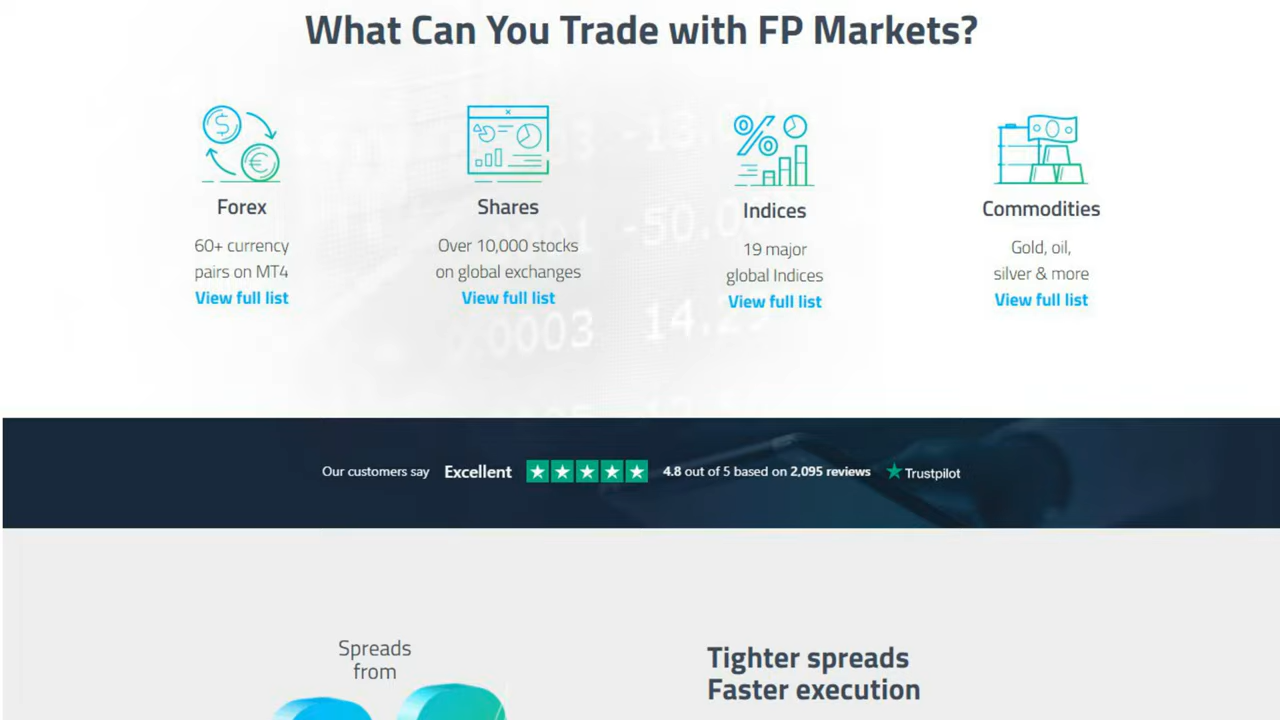 What Can You Trade with FP Markets?
Forex
60+ currency
pairs on MT4
View full list
Shares
Over 10,000 stocks
on global exchanges
View full list
Indices
19 major
global Indices
View full list
Commodities
Gold, oil,
silver & more
View full list
Our customers say Excellent 4.8 out of 5 based on 2,095 reviews Trustpilot
Spreads
from
Tighter spreads
Faster execution